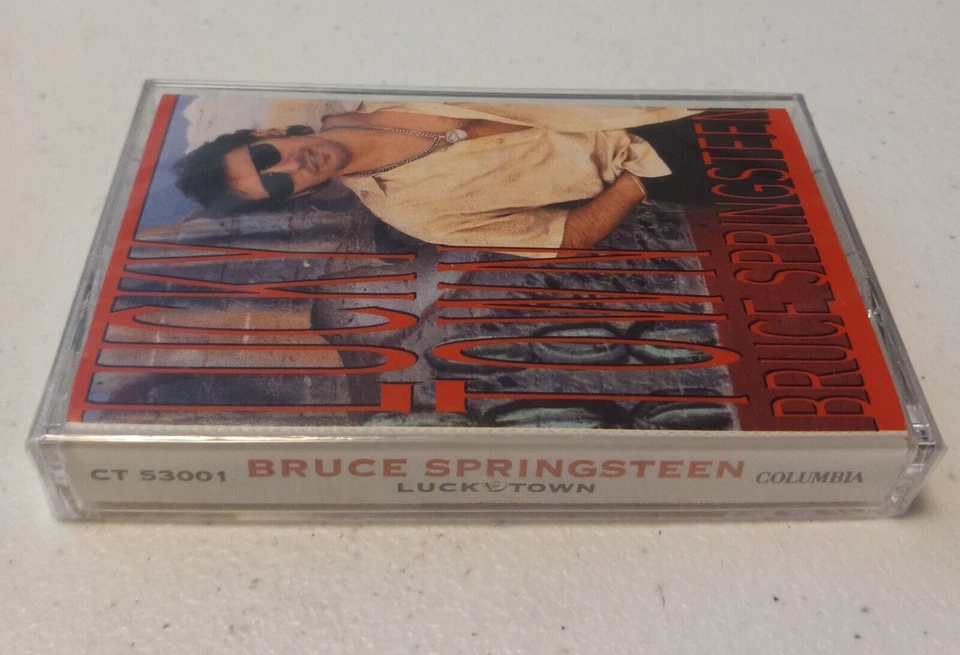 LUCKY
TOWN
BRUCE SPRINGSTEEN
CT 53001 BRUCE SPRINGSTEEN COLUMBIA
LUCKY TOWN